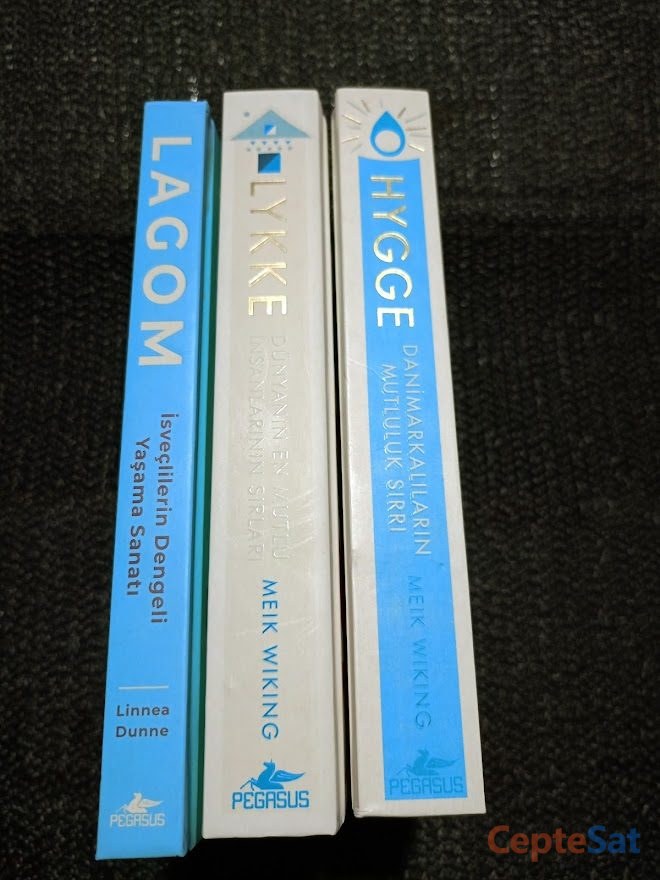 LAGOM
İsveçlilerin Dengeli
Yaşama Sanatı
Linnea
Dunne
PEGASUS
LYKKE
DÜNYANIN EN MUTLU
İNSANLARININ SIRLARI
MEIK WIKING
PEGASUS
HYGGE
DANİMARKALILARIN
MUTLULUK SIRRI
MEIK WIKING
PEGASUS
CepteSat